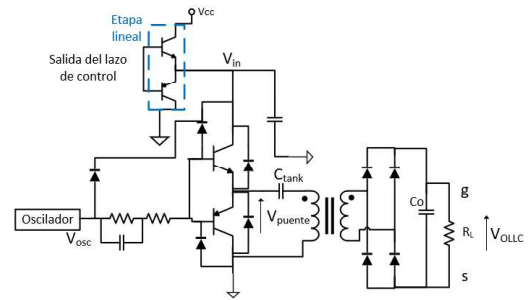 Etapa
lineal
Vcc
Salida del lazo
de control
Vin
Ctank
Oscilador
Vosc
Vpuente
Co
g
RL
VOLLC
s